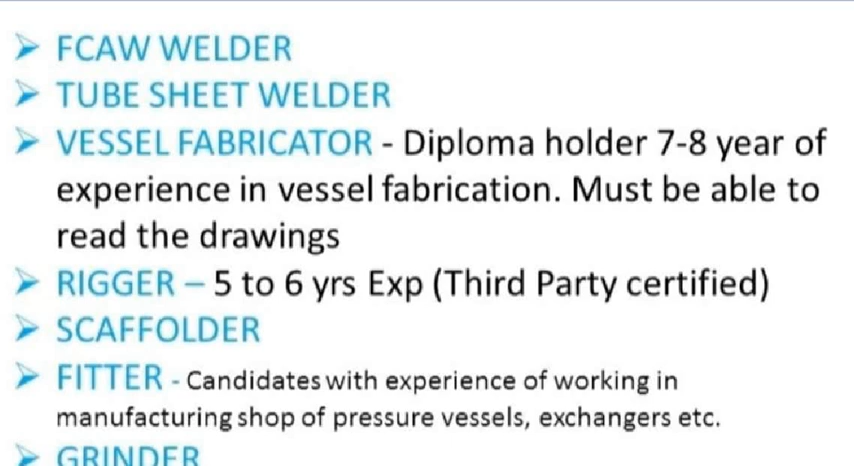 ➢ FCAW WELDER
➢ TUBE SHEET WELDER
➢ VESSEL FABRICATOR - Diploma holder 7-8 year of
experience in vessel fabrication. Must be able to
read the drawings
➢ RIGGER – 5 to 6 yrs Exp (Third Party certified)
➢ SCAFFOLDER
➢ FITTER - Candidates with experience of working in
manufacturing shop of pressure vessels, exchangers etc.
➢ GRINDER